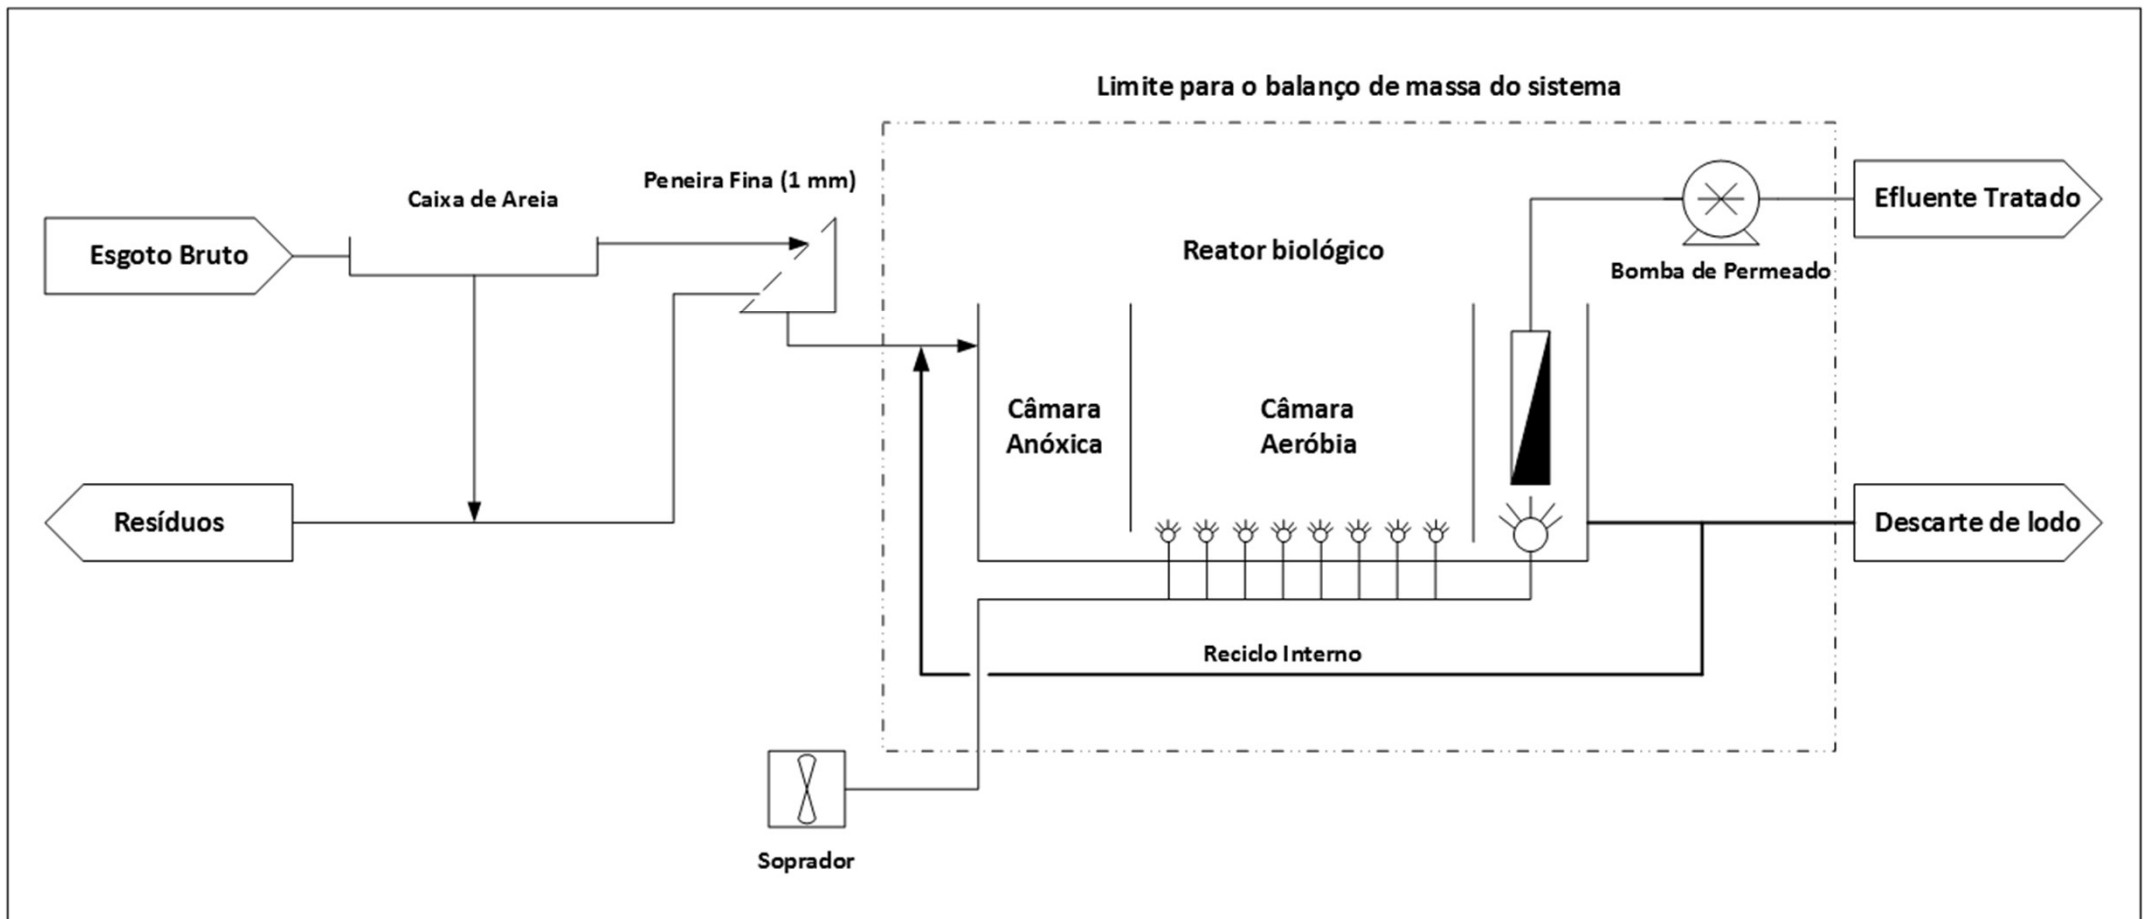 Limite para o balanço de massa do sistema
Peneira Fina (1 mm)
Caixa de Areia
Esgoto Bruto
Efluente Tratado
Reator biológico
Bomba de Permeado
Câmara
Anóxica
Câmara
Aeróbia
Resíduos
Descarte de lodo
Reciclo Interno
Soprador